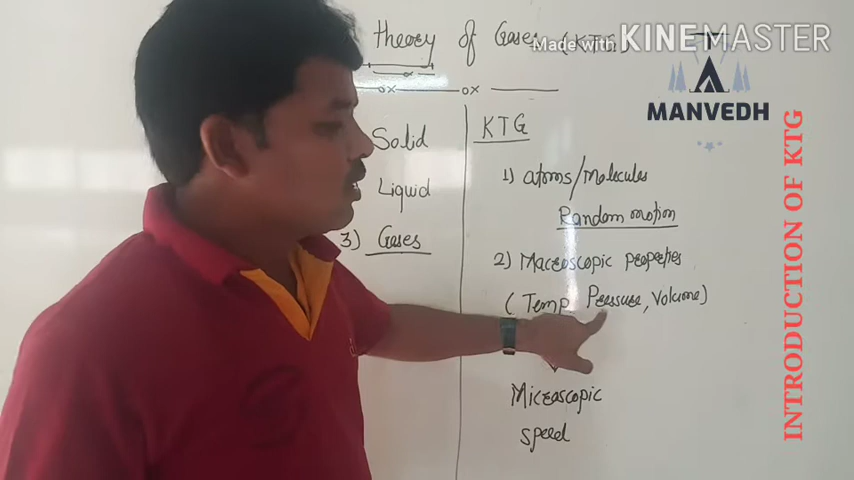 theory of Gases (KTG)
Made with KINEMASTER
MANVEDH
INTRODUCTION OF KTG
Solid
Liquid
3) Gases
KTG
1) atoms/Molecules
Random motion
2) Macroscopic properties
(Temp Pressure, Volume)
Microscopic
speed